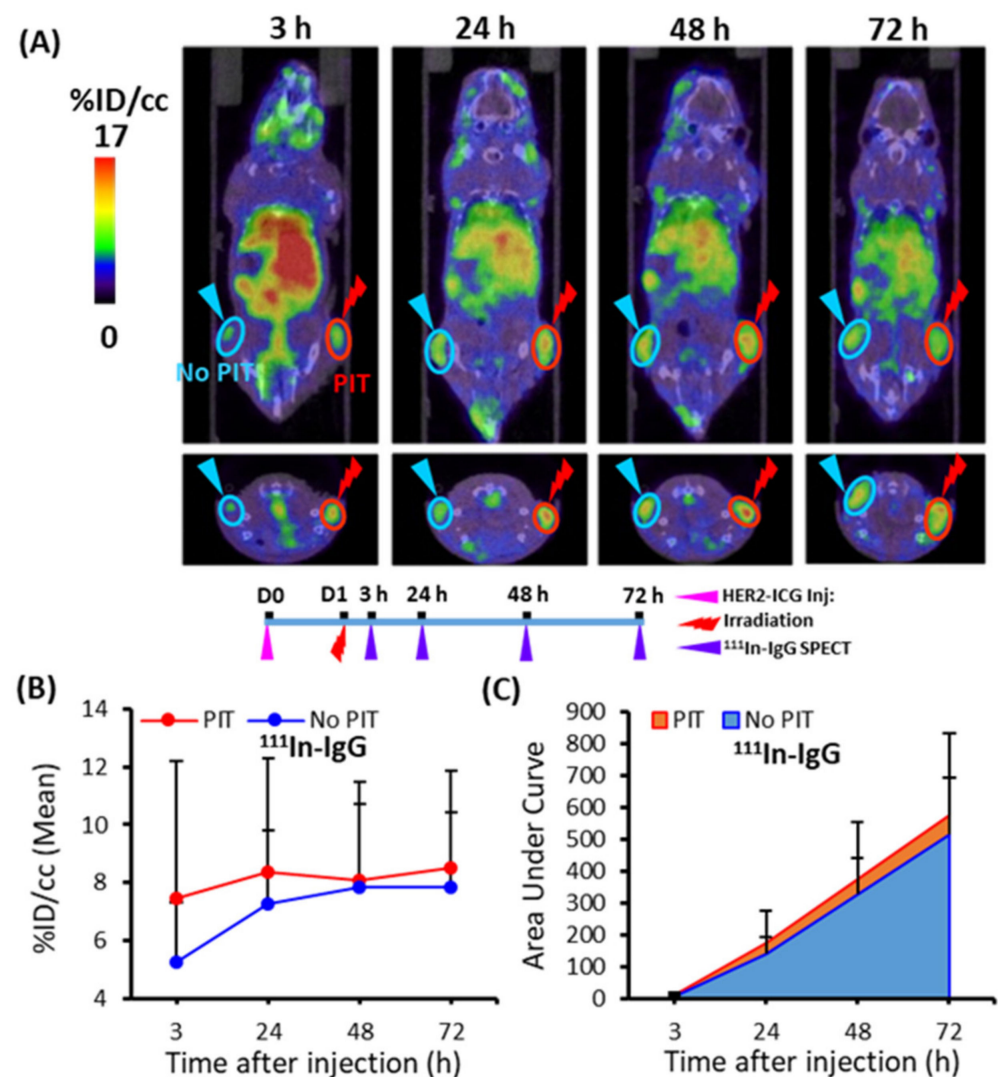 (A)
3 h 24 h 48 h 72 h
%ID/cc
17
0
No PIT
PIT
D0 D1 3 h 24 h 48 h 72 h
HER2-ICG Inj:
Irradiation
¹¹¹In-IgG SPECT
(B)
PIT No PIT
¹¹¹In-IgG
%ID/cc (Mean)
14
12
10
8
6
4
3 24 48 72
Time after injection (h)
(C)
PIT No PIT
¹¹¹In-IgG
Area Under Curve
900
800
700
600
500
400
300
200
100
0
3 24 48 72
Time after injection (h)